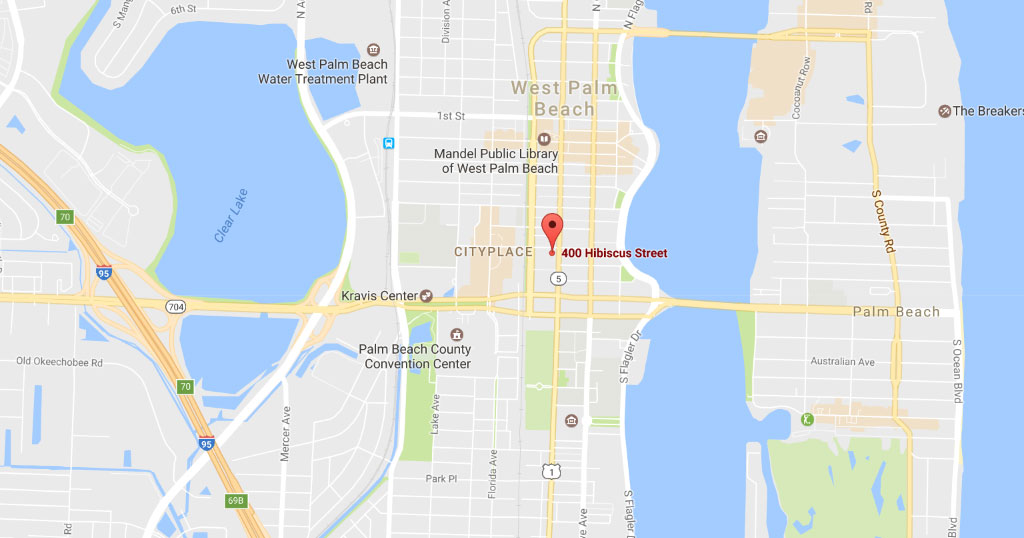 6th St
S Man
N A
Division A
N Flagl
N
Rd
West Palm Beach
Water Treatment Plant
West Palm
Beach
Cocoanut Row
The Breakers
1st St
Mandel Public Library
of West Palm Beach
Clear Lake
70
95
S County Rd
CITYPLACE
400 Hibiscus Street
5
704
Kravis Center
Palm Beach
Palm Beach County
Convention Center
S Flagler Dr
S Ocean Blvd
Old Okeechobee Rd
Australian Ave
70
Lake Ave
Mercer Ave
95
1
Park Pl
Florida Ave
69B
S Flagler D
ve Ave
Rd
Blvd